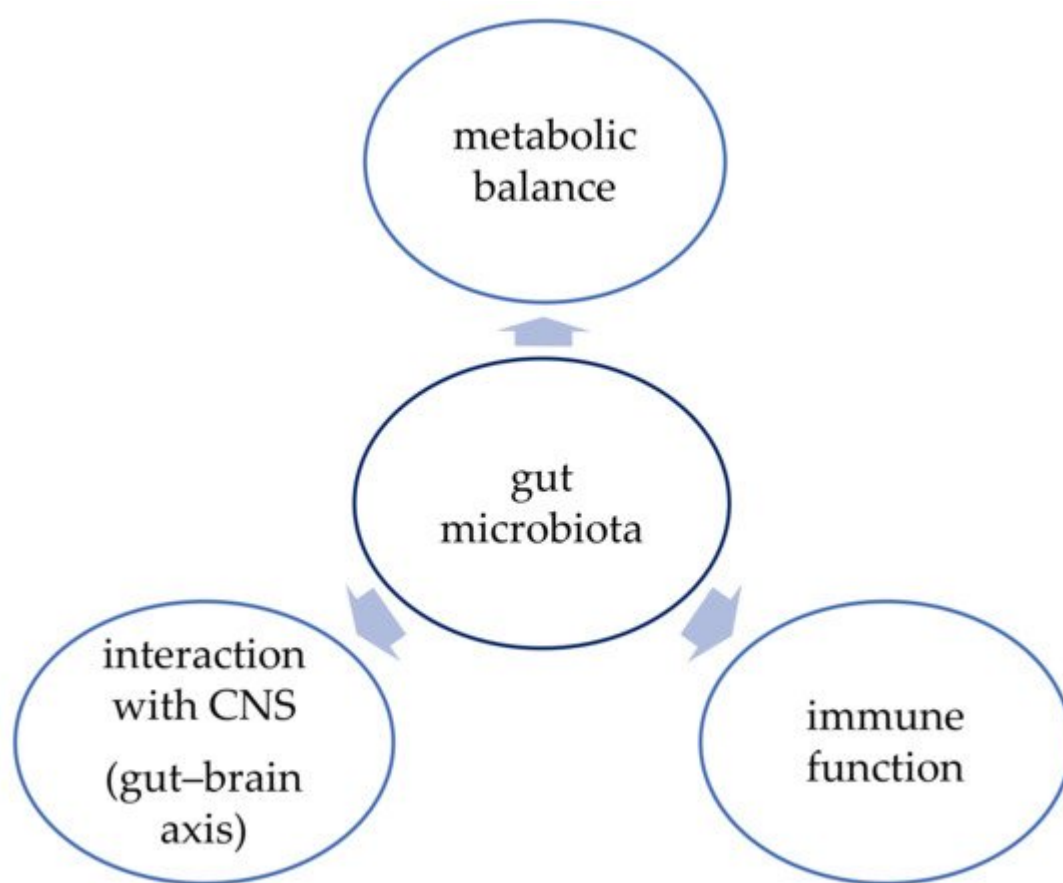 metabolic
balance
gut
microbiota
interaction
with CNS
(gut–brain
axis)
immune
function